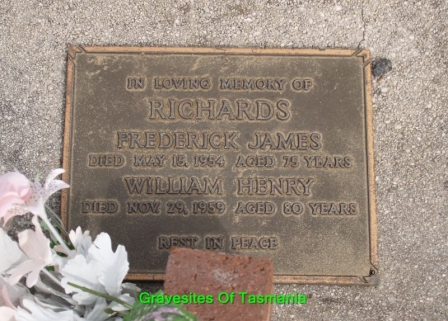 IN LOVING MEMORY OF
RICHARDS
FREDERICK JAMES
DIED MAY 15, 1954 AGED 75 YEARS
WILLIAM HENRY
DIED NOV. 29, 1959 AGED 80 YEARS
REST IN PEACE
Gravesites Of Tasmania